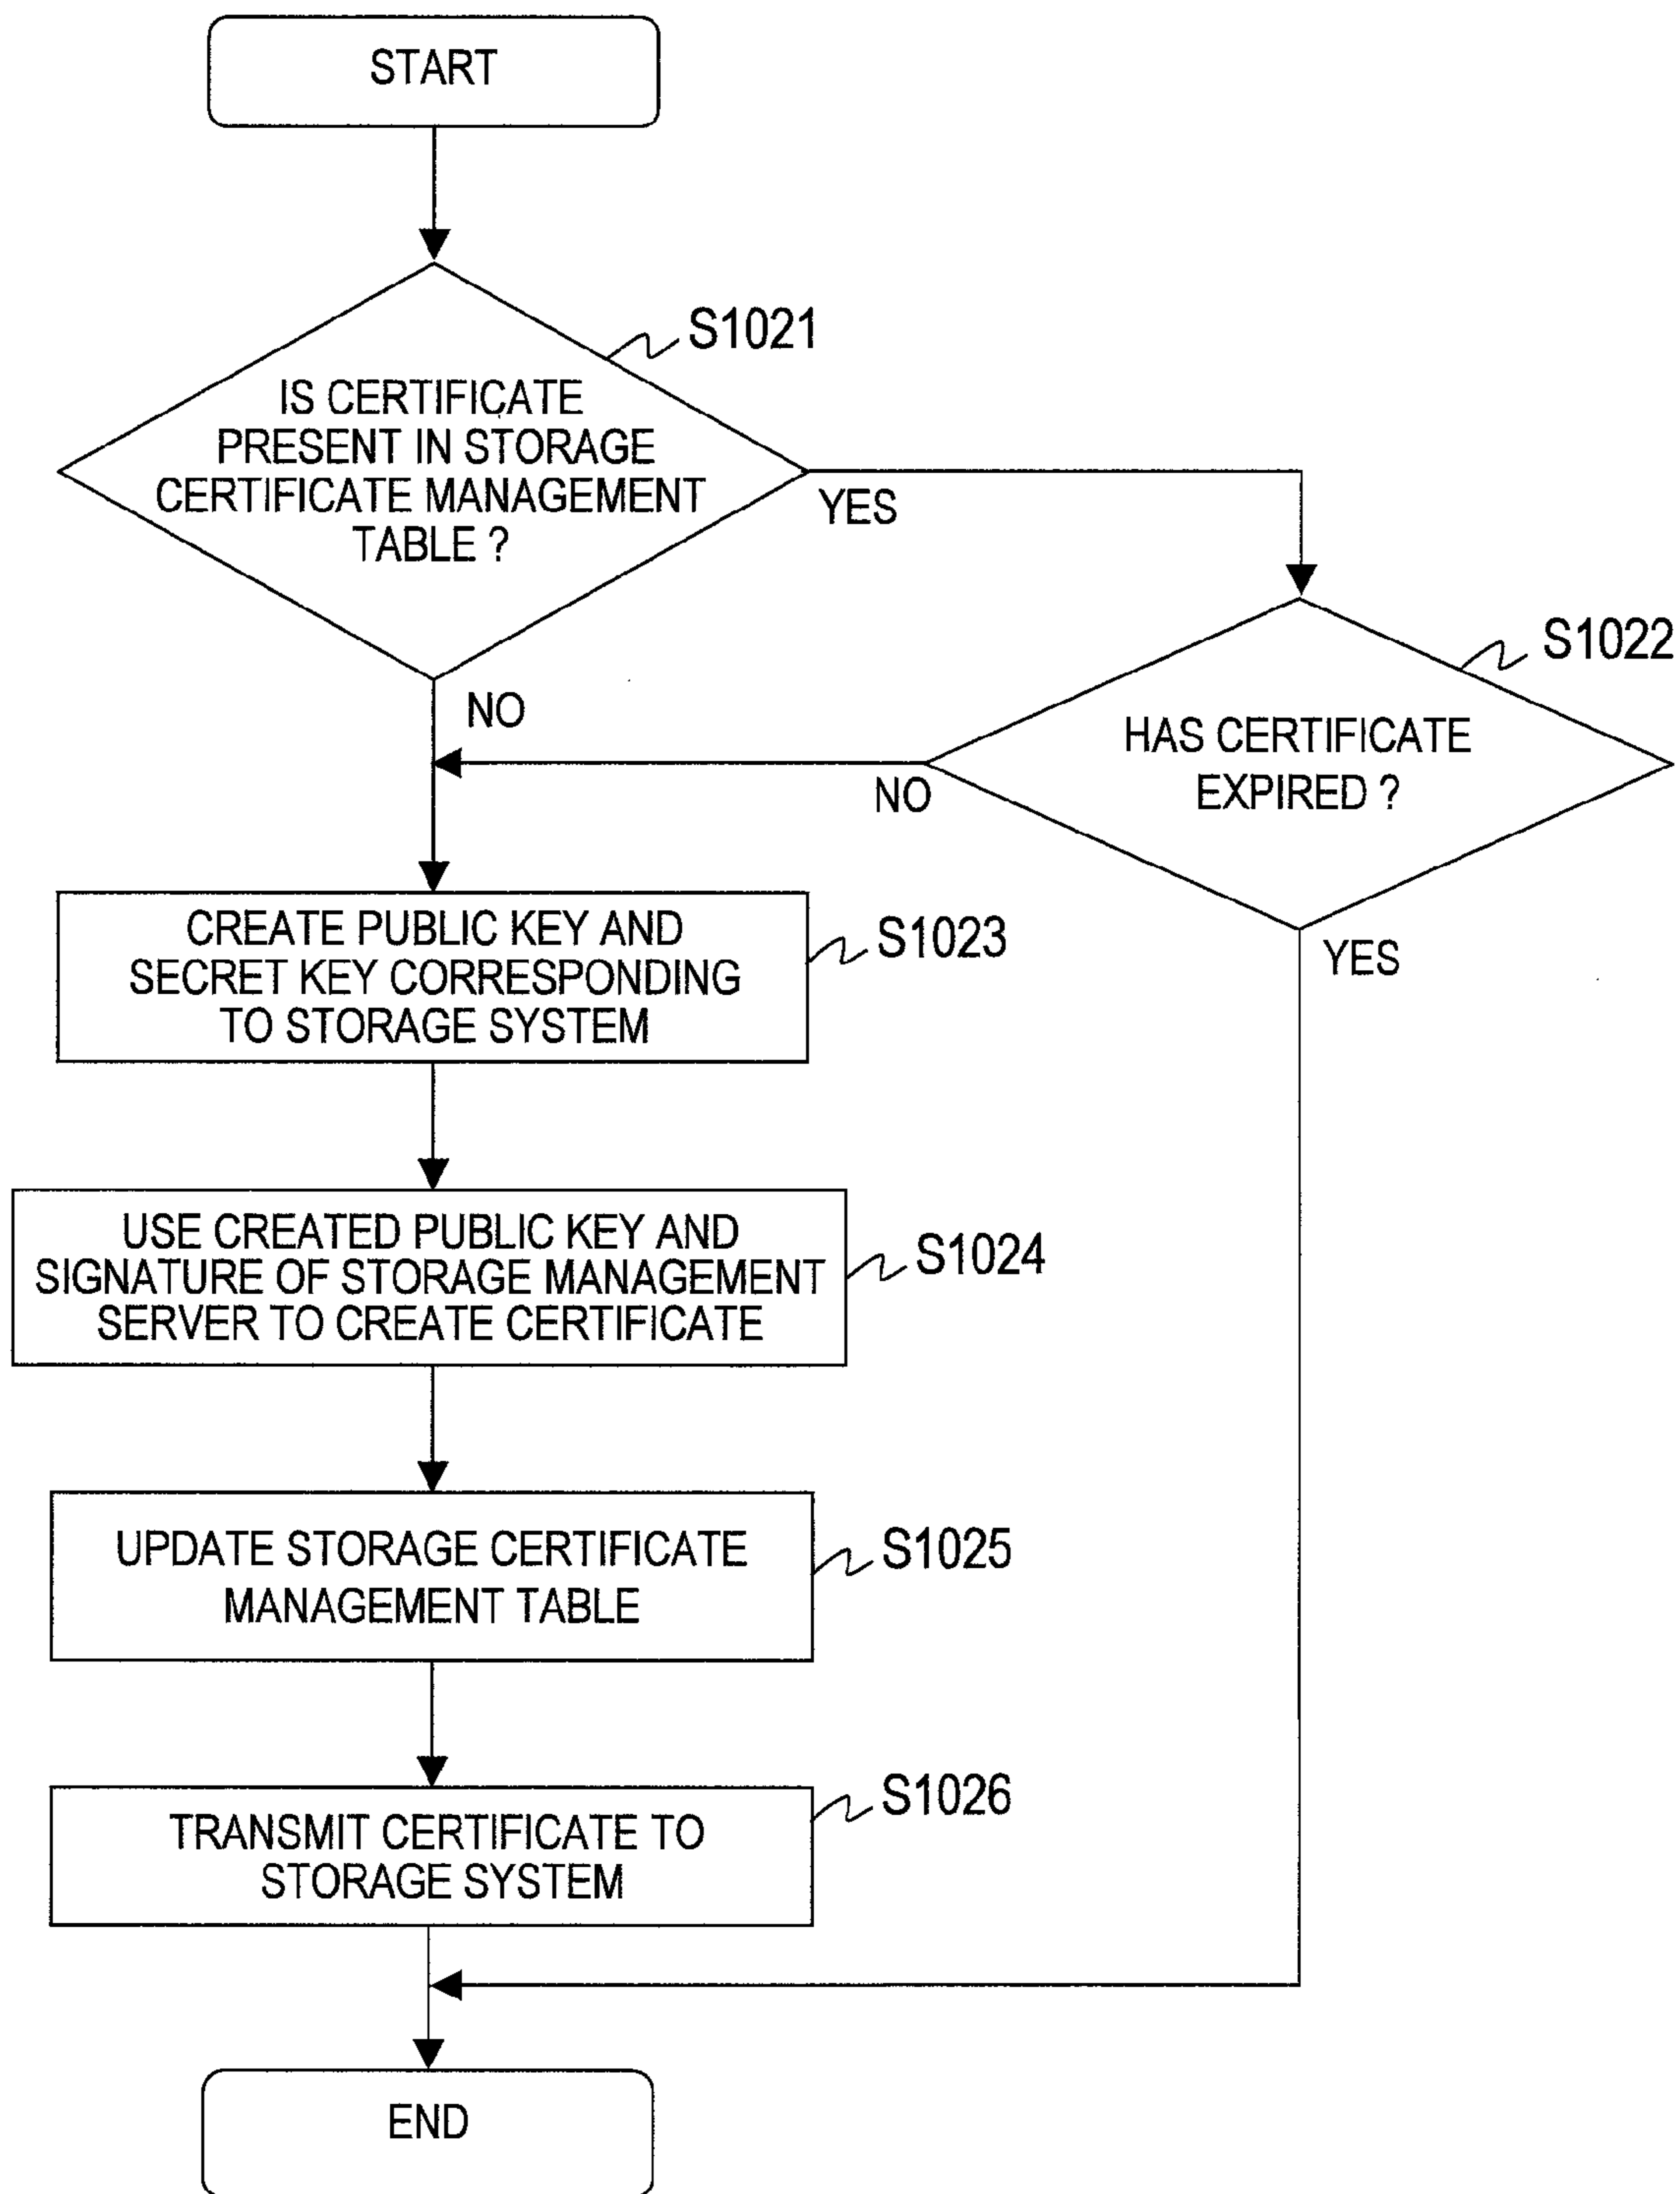 START
S1021
IS CERTIFICATE
PRESENT IN STORAGE
CERTIFICATE MANAGEMENT
TABLE ?
YES
NO
S1022
HAS CERTIFICATE
EXPIRED ?
NO
YES
CREATE PUBLIC KEY AND
SECRET KEY CORRESPONDING
TO STORAGE SYSTEM
S1023
USE CREATED PUBLIC KEY AND
SIGNATURE OF STORAGE MANAGEMENT
SERVER TO CREATE CERTIFICATE
S1024
UPDATE STORAGE CERTIFICATE
MANAGEMENT TABLE
S1025
TRANSMIT CERTIFICATE TO
STORAGE SYSTEM
S1026
END